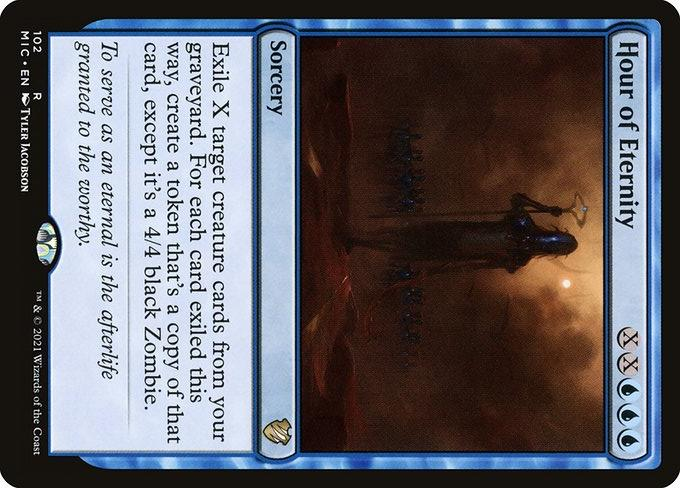 Hour of Eternity
XX
Sorcery
Exile X target creature cards from your
graveyard. For each card exiled this
way, create a token that's a copy of that
card, except it's a 4/4 black Zombie.
To serve as an eternal is the afterlife
granted to the worthy.
102 R
MIC • EN Tyler Jacobson
™ & © 2021 Wizards of the Coast